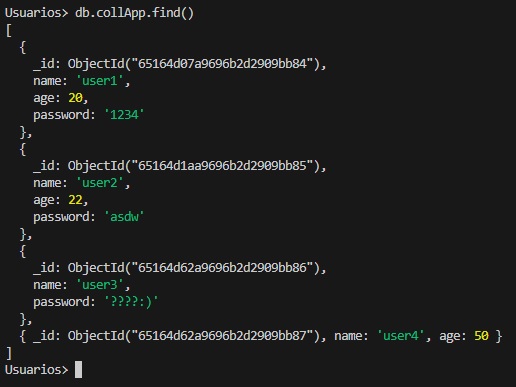 Usuarios> db.collApp.find()
[
  {
    _id: ObjectId("65164d07a9696b2d2909bb84"),
    name: 'user1',
    age: 20,
    password: '1234'
  },
  {
    _id: ObjectId("65164d1aa9696b2d2909bb85"),
    name: 'user2',
    age: 22,
    password: 'asdw'
  },
  {
    _id: ObjectId("65164d62a9696b2d2909bb86"),
    name: 'user3',
    password: '????:)'
  },
  { _id: ObjectId("65164d62a9696b2d2909bb87"), name: 'user4', age: 50 }
]
Usuarios>